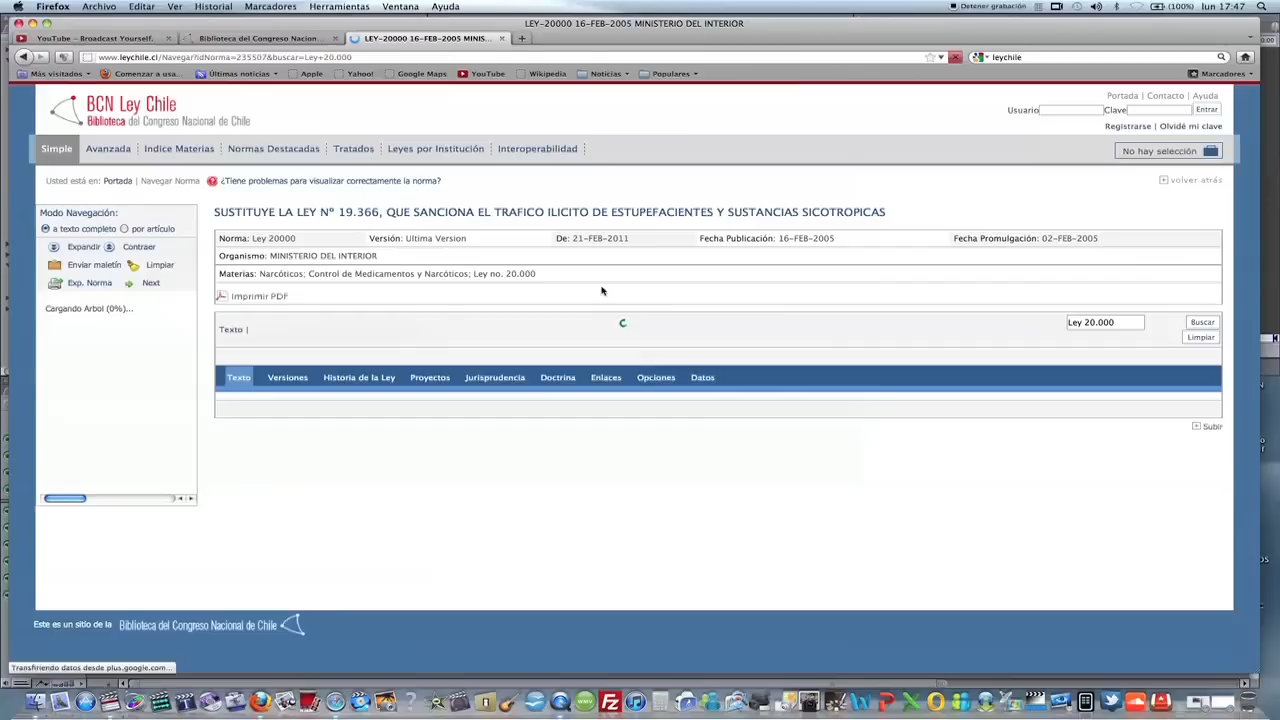 Firefox Archivo Editar Ver Historial Marcadores Herramientas Ventana Ayuda
Detener grabación (100%) lun 17:47
LEY-20000 16-FEB-2005 MINISTERIO DEL INTERIOR
YouTube – Broadcast Yourself. Biblioteca del Congreso Nacion... LEY-20000 16-FEB-2005 MINIS...
www.leychile.cl/Navegar?idNorma=235507&buscar=Ley+20.000 leychile
Más visitados Comenzar a usa... Últimas noticias Apple Yahoo! Google Maps YouTube Wikipedia Noticias Populares Marcadores
BCN Ley Chile
Biblioteca del Congreso Nacional de Chile
Portada | Contacto | Ayuda
Usuario Clave Entrar
Registrarse | Olvidé mi clave
Simple Avanzada Indice Materias Normas Destacadas Tratados Leyes por Institución Interoperabilidad No hay selección
Usted está en: Portada | Navegar Norma ¿Tiene problemas para visualizar correctamente la norma? volver atrás
Modo Navegación:
a texto completo por artículo
Expandir Contraer
Enviar maletín Limpiar
Exp. Norma Next
Cargando Arbol (0%)...
SUSTITUYE LA LEY Nº 19.366, QUE SANCIONA EL TRAFICO ILICITO DE ESTUPEFACIENTES Y SUSTANCIAS SICOTROPICAS
Norma: Ley 20000 Versión: Ultima Version De: 21-FEB-2011 Fecha Publicación: 16-FEB-2005 Fecha Promulgación: 02-FEB-2005
Organismo: MINISTERIO DEL INTERIOR
Materias: Narcóticos; Control de Medicamentos y Narcóticos; Ley no. 20.000
Imprimir PDF
Texto |
Ley 20.000 Buscar
Limpiar
Texto Versiones Historia de la Ley Proyectos Jurisprudencia Doctrina Enlaces Opciones Datos
Subir
Este es un sitio de la Biblioteca del Congreso Nacional de Chile
Transfiriendo datos desde plus.google.com...